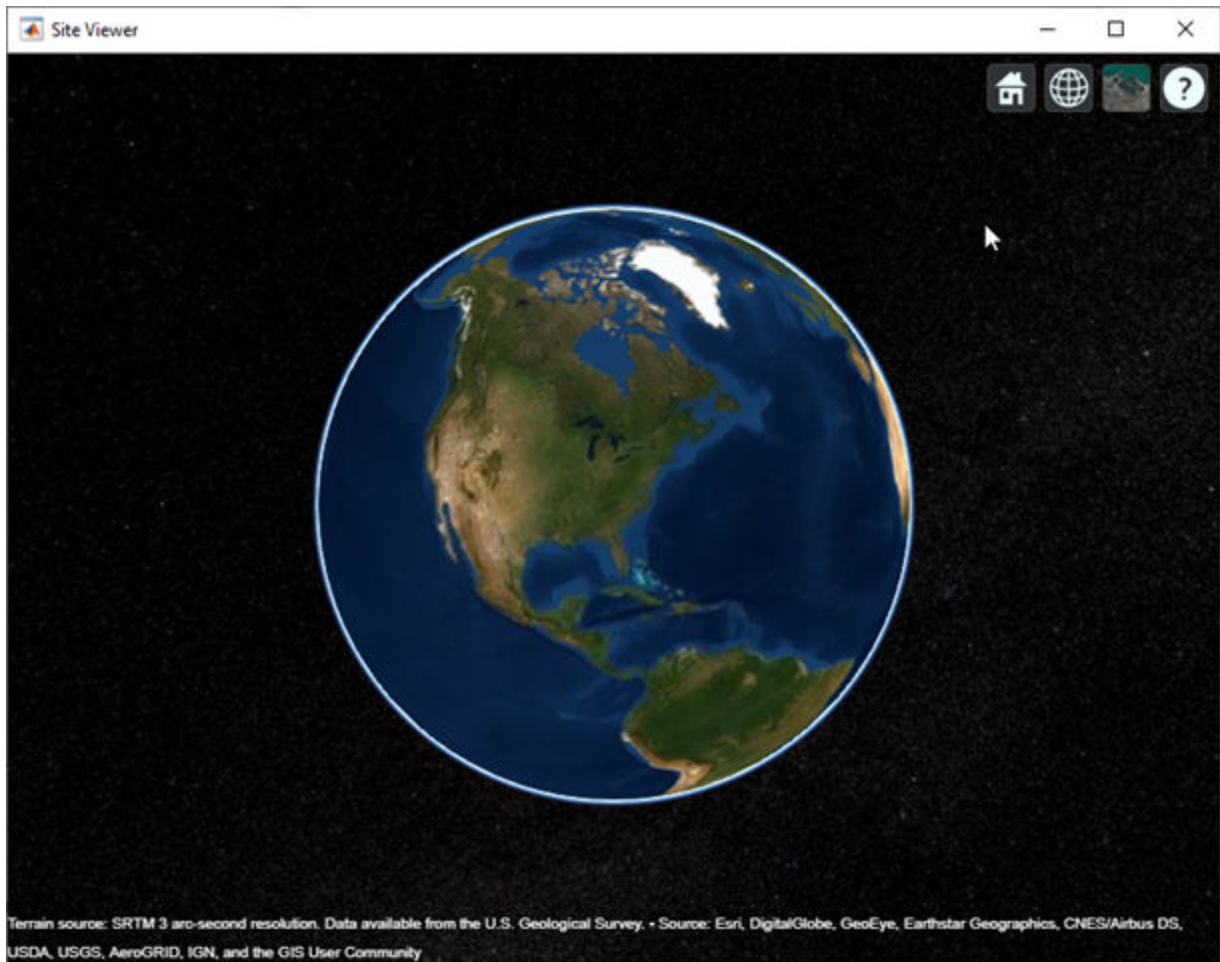 Site Viewer
?
Terrain source: SRTM 3 arc-second resolution. Data available from the U.S. Geological Survey. • Source: Esri, DigitalGlobe, GeoEye, Earthstar Geographics, CNES/Airbus DS,
USDA, USGS, AeroGRID, IGN, and the GIS User Community